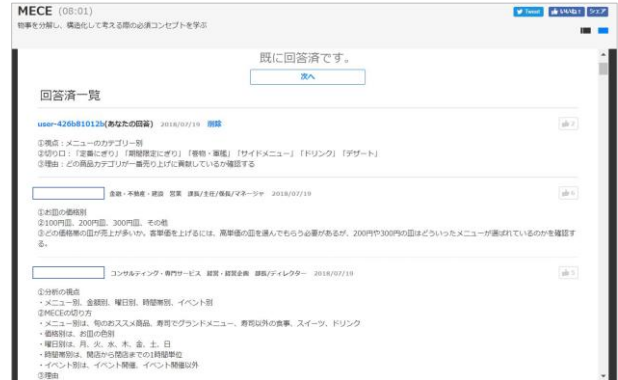 MECE (08:01)
Tweet いいね! シェア
物事を分解し、構造化して考える際の必須コンセプトを学ぶ
既に回答済です。
次へ
回答済一覧
user-426b81012b(あなたの回答) 2018/07/19 削除
①視点：メニューのカテゴリー別
②切り口：「定番にぎり」「期間限定にぎり」「巻物・軍艦」「サイドメニュー」「ドリンク」「デザート」
③理由：どの商品カテゴリが一番売り上げに貢献しているか確認する
金融・不動産・建設 営業 課長/主任/係長/マネージャ 2018/07/19
①お皿の価格別
②100円皿、200円皿、300円皿、その他
③どの価格帯の皿が売上が多いか。客単価を上げるには、高単価の皿を選んでもらう必要があるが、200円や300円の皿はどういったメニューが選ばれているのかを確認す
る。
コンサルティング・専門サービス 経営・経営企画 部長/ディレクター 2018/07/19
①分析の視点
・メニュー別、金額別、曜日別、時間帯別、イベント別
②MECEの切り方
・メニュー別は、旬のおススメ商品、寿司でグランドメニュー、寿司以外の食事、スイーツ、ドリンク
・価格別は、お皿の色別
・曜日別は、月、火、水、木、金、土、日
・時間帯別は、開店から閉店までの1時間単位
・イベント別は、イベント開催、イベント開催以外
③理由